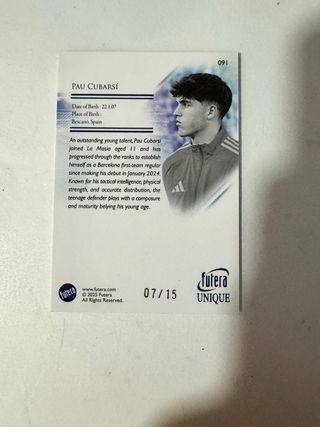 091
PAU CUBARSÍ
Date of Birth : 22.1.07
Place of Birth :
Bescanó, Spain
An outstanding young talent, Pau Cubarsí
joined La Masia aged 11 and has
progressed through the ranks to establish
himself as a Barcelona first-team regular
since making his debut in January 2024.
Known for his tactical intelligence, physical
strength, and accurate distribution, the
teenage defender plays with a composure
and maturity belying his young age.
futera
www.futera.com
© 2025 Futera
All Rights Reserved.
07/15
futera
UNIQUE